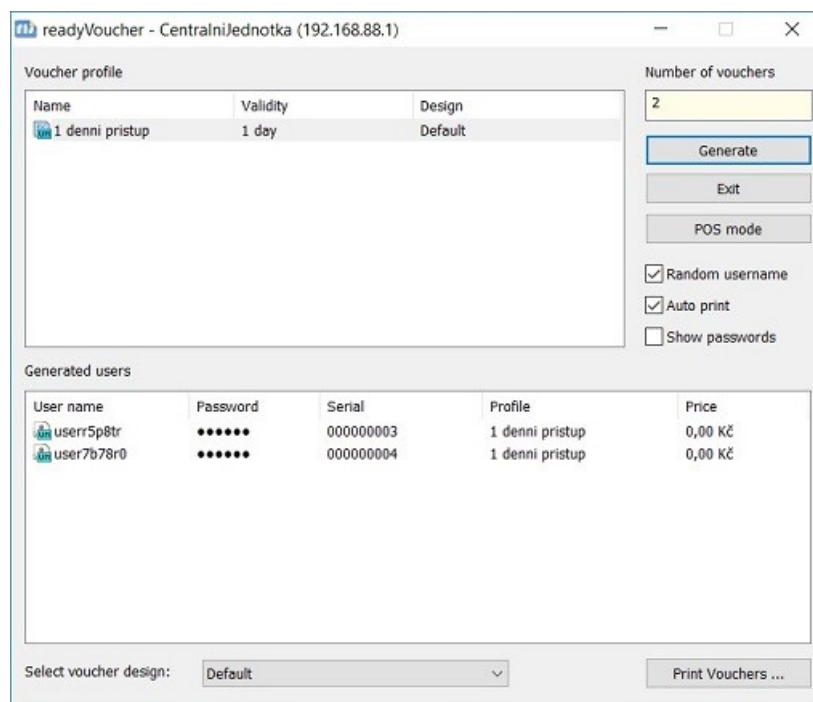 readyVoucher - CentralniJednotka (192.168.88.1)
Voucher profile
Number of vouchers
Name Validity Design
2
1 denni pristup 1 day Default
Generate
Exit
POS mode
Random username
Auto print
Show passwords
Generated users
User name Password Serial Profile Price
userr5p8tr ●●●●●● 000000003 1 denni pristup 0,00 Kč
user7b78r0 ●●●●●● 000000004 1 denni pristup 0,00 Kč
Select voucher design: Default Print Vouchers ...